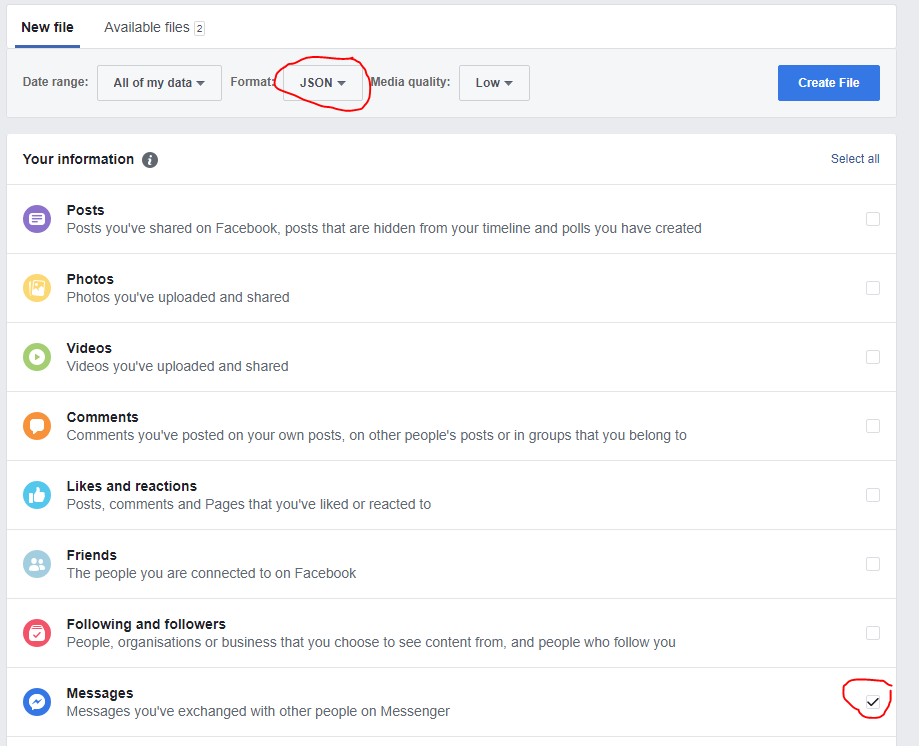 New file Available files 2
Date range: All of my data Format: JSON Media quality: Low Create File
Your information Select all
Posts
Posts you've shared on Facebook, posts that are hidden from your timeline and polls you have created
Photos
Photos you've uploaded and shared
Videos
Videos you've uploaded and shared
Comments
Comments you've posted on your own posts, on other people's posts or in groups that you belong to
Likes and reactions
Posts, comments and Pages that you've liked or reacted to
Friends
The people you are connected to on Facebook
Following and followers
People, organisations or business that you choose to see content from, and people who follow you
Messages
Messages you've exchanged with other people on Messenger